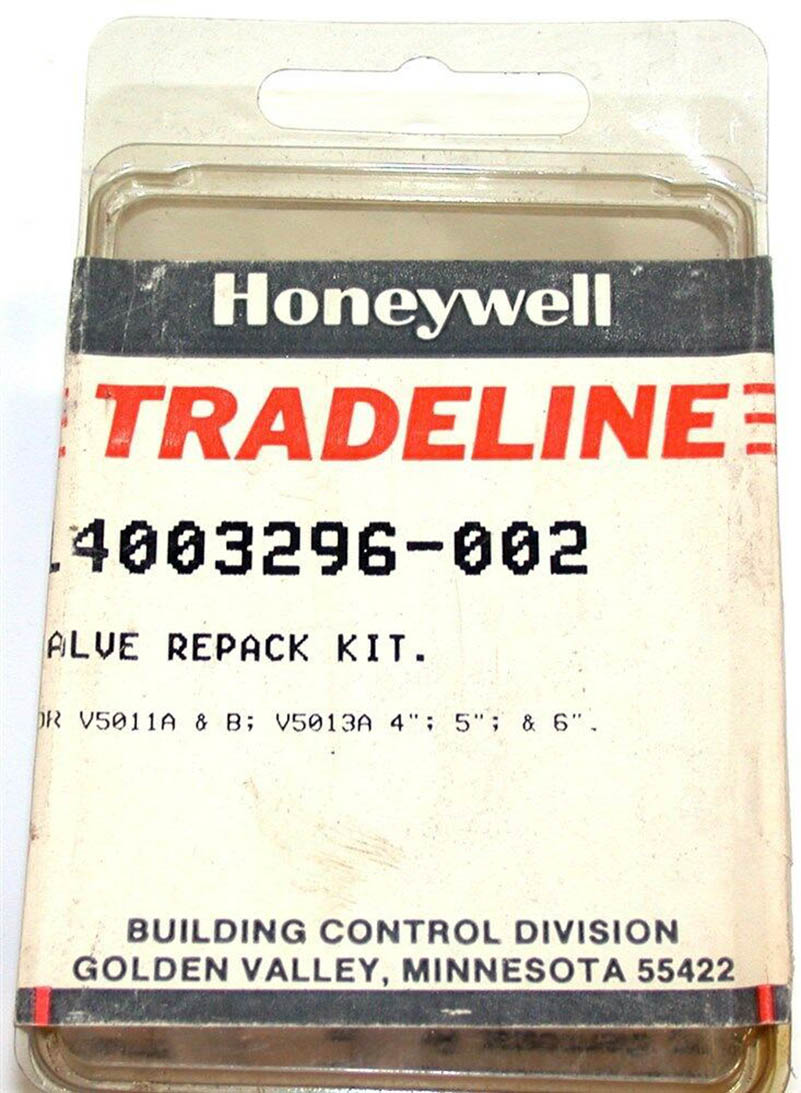 Honeywell
TRADELINE
4003296-002
ALVE REPACK KIT.
OR V5011A & B; V5013A 4"; 5"; & 6".
BUILDING CONTROL DIVISION
GOLDEN VALLEY, MINNESOTA 55422